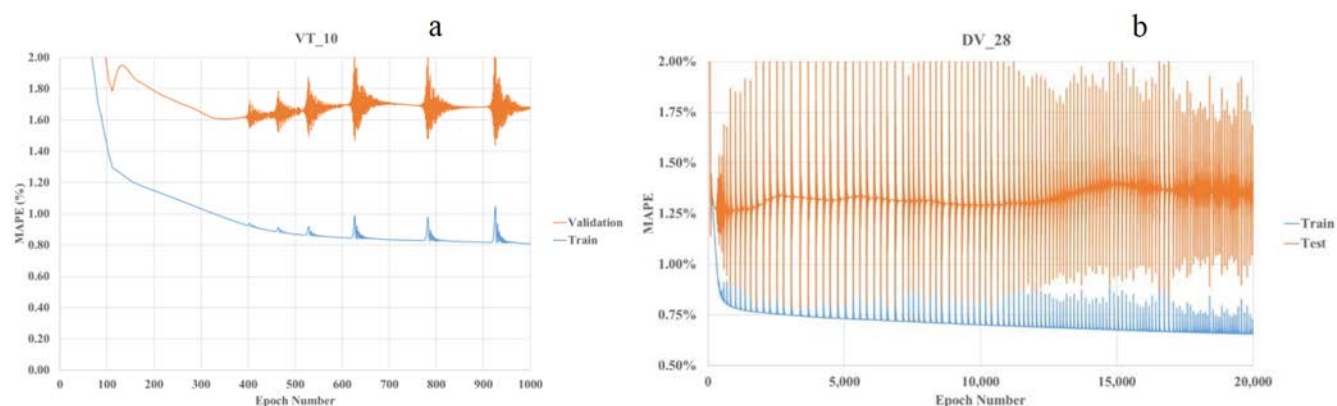 a
VT_10
2.00
1.80
1.60
1.40
1.20
1.00
0.80
0.60
0.40
0.20
0.00
MAPE (%)
0 100 200 300 400 500 600 700 800 900 1000
Epoch Number
Validation
Train
b
DV_28
2.00%
1.75%
1.50%
1.25%
1.00%
0.75%
0.50%
MAPE
0 5,000 10,000 15,000 20,000
Epoch Number
Train
Test